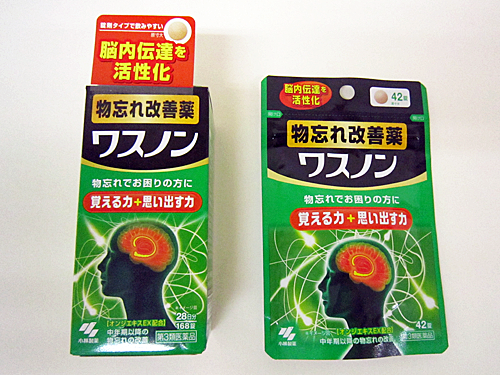 錠剤タイプで飲みやすい
脳内伝達を
活性化
物忘れ改善薬
ワスノン
物忘れでお困りの方に
覚える力+思い出す力
28日分
168錠
【オンジエキスEX配合】
中年期以降の
物忘れの改善
第3類医薬品
小林製薬
脳内伝達を
活性化
42錠
物忘れ改善薬
ワスノン
物忘れでお困りの方に
覚える力+思い出す力
42錠
【オンジエキスEX配合】
中年期以降の物忘れの改善
第3類医薬品
小林製薬